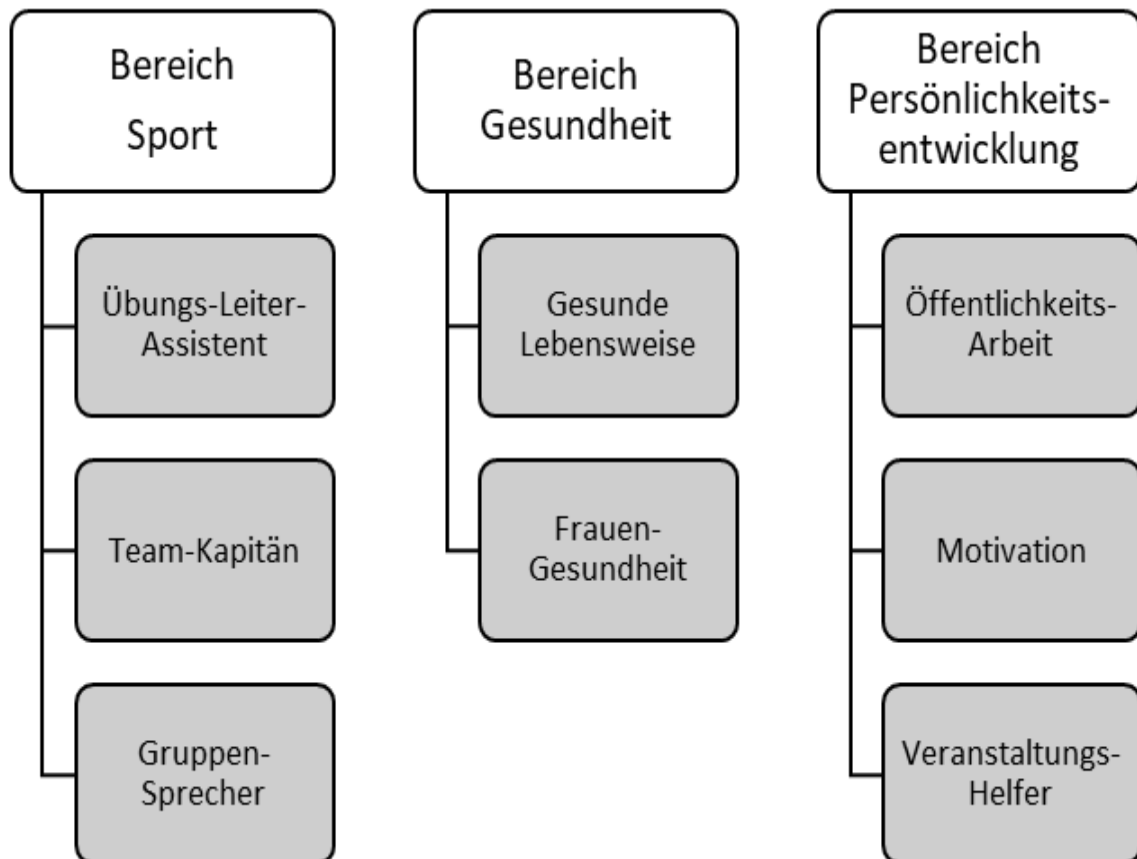 Bereich
Sport
Übungs-Leiter-
Assistent
Team-Kapitän
Gruppen-
Sprecher
Bereich
Gesundheit
Gesunde
Lebensweise
Frauen-
Gesundheit
Bereich
Persönlichkeits-
entwicklung
Öffentlichkeits-
Arbeit
Motivation
Veranstaltungs-
Helfer